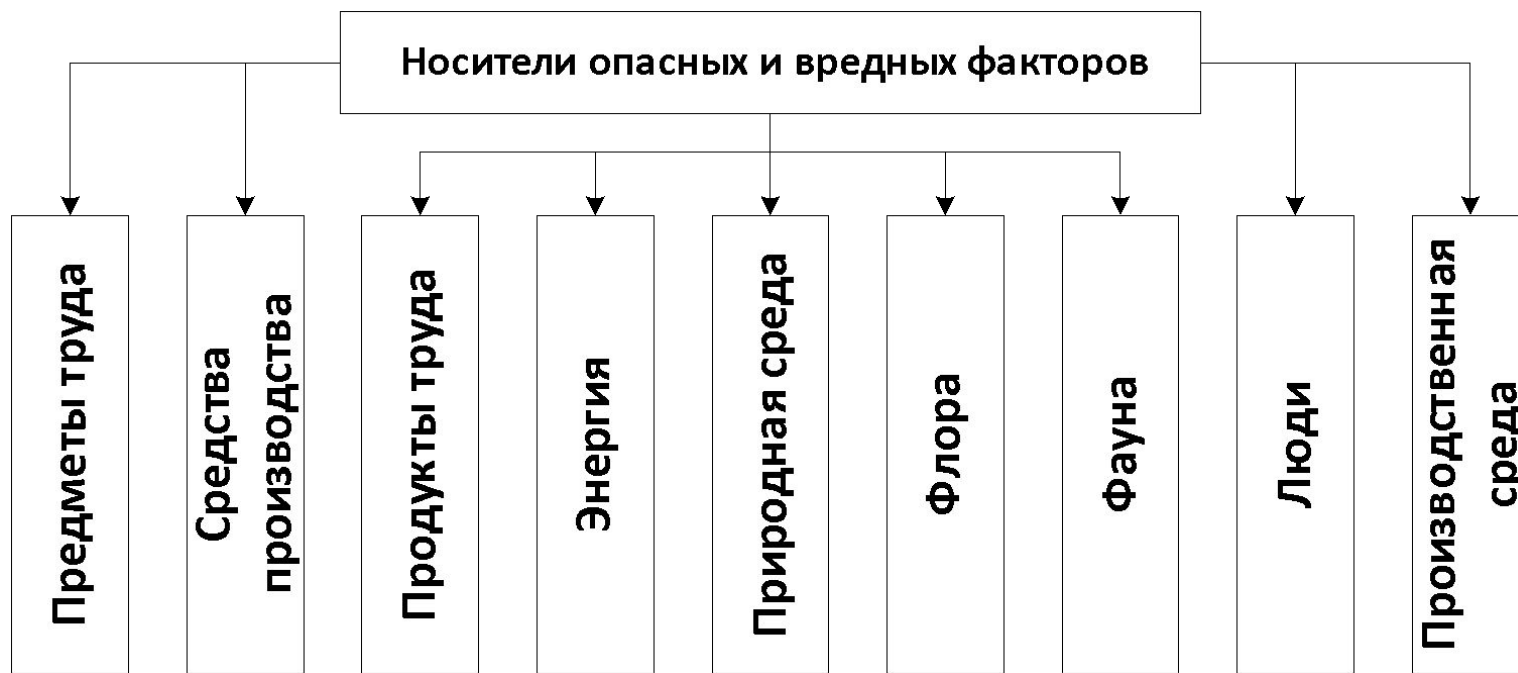 Носители опасных и вредных факторов
Предметы труда
Средства
производства
Продукты труда
Энергия
Природная среда
Флора
Фауна
Люди
Производственная
среда